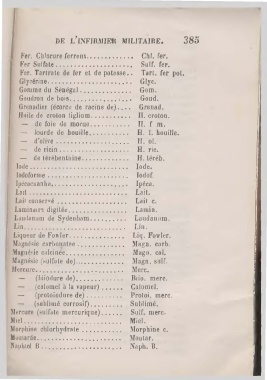 DE L'INFIRMIER MILITAIRE. 385
Fer. Chlorure ferreux.............. Chl. fer.
Fer Sulfate.............. Sulf. fer.
Fer. Tartrate de fer et de potasse.. Tart. fer pot.
Glycérine.............. Glyc.
Gomme du Sénégal.............. Gom.
Goudron de bois.............. Goud.
Grenadier (écorce de racine de).... Grenad.
Huile de croton tiglium.............. H. croton.
— de foie de morue.............. H. f m.
— lourde de houille.............. H. l. houille.
— d'olive.............. H. ol.
— de ricin.............. H. ric.
— de térébenthine.............. H. téréb.
Iode.............. Iode.
Iodoforme.............. Iodof.
Ipécacuanha.............. Ipéca.
Lait.............. Lait.
Lait conservé.............. Lait c.
Laminaire digitée.............. Lamin.
Laudanum de Sydenham.............. Laudanum.
Lin.............. Lin.
Liqueur de Fowler.............. Liq. Fowler.
Magnésie carbonatée.............. Magn. carb.
Magnésie calcinée.............. Magn. cal.
Magnésie (sulfate de).............. Magn. sulf.
Mercure.............. Merc.
— (biiodure de).............. Biio. merc.
— (calomel à la vapeur)...... Calomel.
— (protoiodure de).............. Protoi. merc.
— (sublimé corrosif).............. Sublimé.
Mercure (sulfate mercurique)...... Sulf. merc.
Miel.............. Miel.
Morphine chlorhydrate.............. Morphine c.
Moutarde.............. Moutar.
Naphtol B.............. Naph. B.